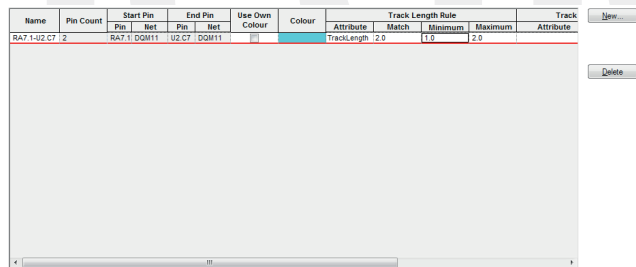 Name Pin Count Start Pin End Pin Use Own Colour Colour Track Length Rule Track New...
Pin Net Pin Net Attribute Match Minimum Maximum Attribute
RA7.1-U2.C7 2 RA7.1 DQM11 U2.C7 DQM11 TrackLength 2.0 1.0 2.0
Delete